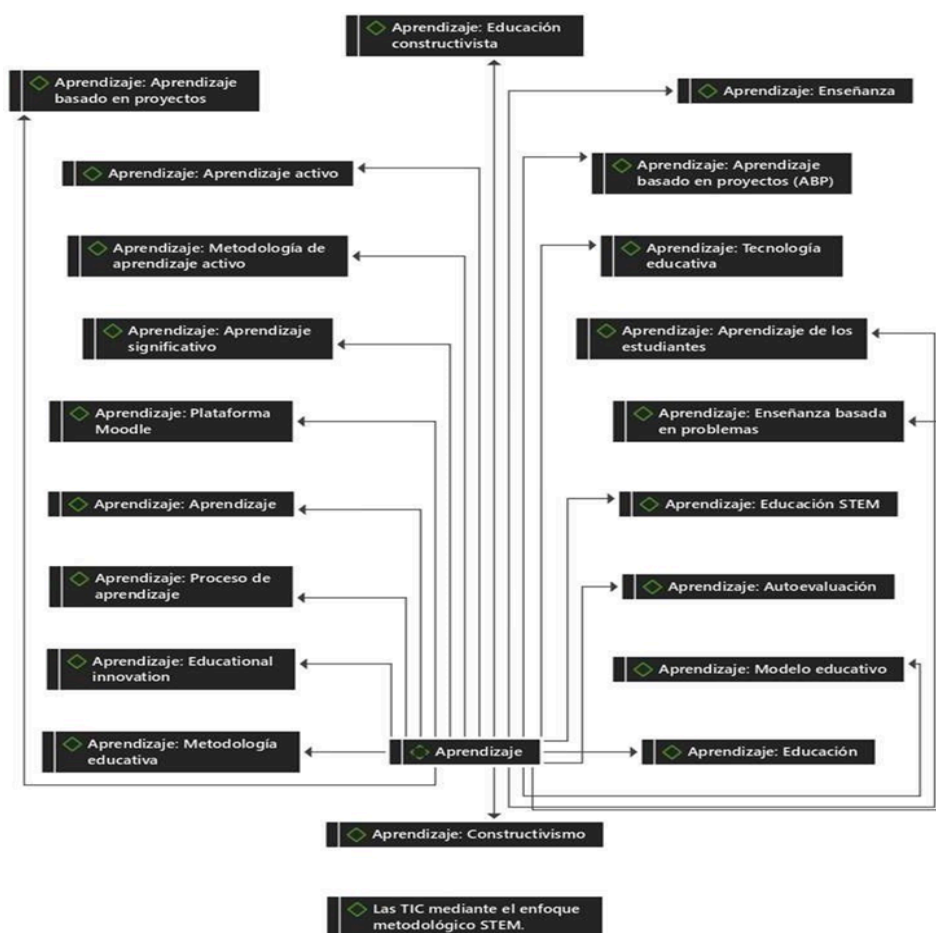 Aprendizaje: Educación
constructivista
Aprendizaje: Aprendizaje
basado en proyectos
Aprendizaje: Enseñanza
Aprendizaje: Aprendizaje activo
Aprendizaje: Aprendizaje
basado en proyectos (ABP)
Aprendizaje: Metodología de
aprendizaje activo
Aprendizaje: Tecnología
educativa
Aprendizaje: Aprendizaje
significativo
Aprendizaje: Aprendizaje de los
estudiantes
Aprendizaje: Plataforma
Moodle
Aprendizaje: Enseñanza basada
en problemas
Aprendizaje: Aprendizaje
Aprendizaje: Educación STEM
Aprendizaje: Proceso de
aprendizaje
Aprendizaje: Autoevaluación
Aprendizaje: Educational
innovation
Aprendizaje: Modelo educativo
Aprendizaje: Metodología
educativa
Aprendizaje
Aprendizaje: Educación
Aprendizaje: Constructivismo
Las TIC mediante el enfoque
metodológico STEM.